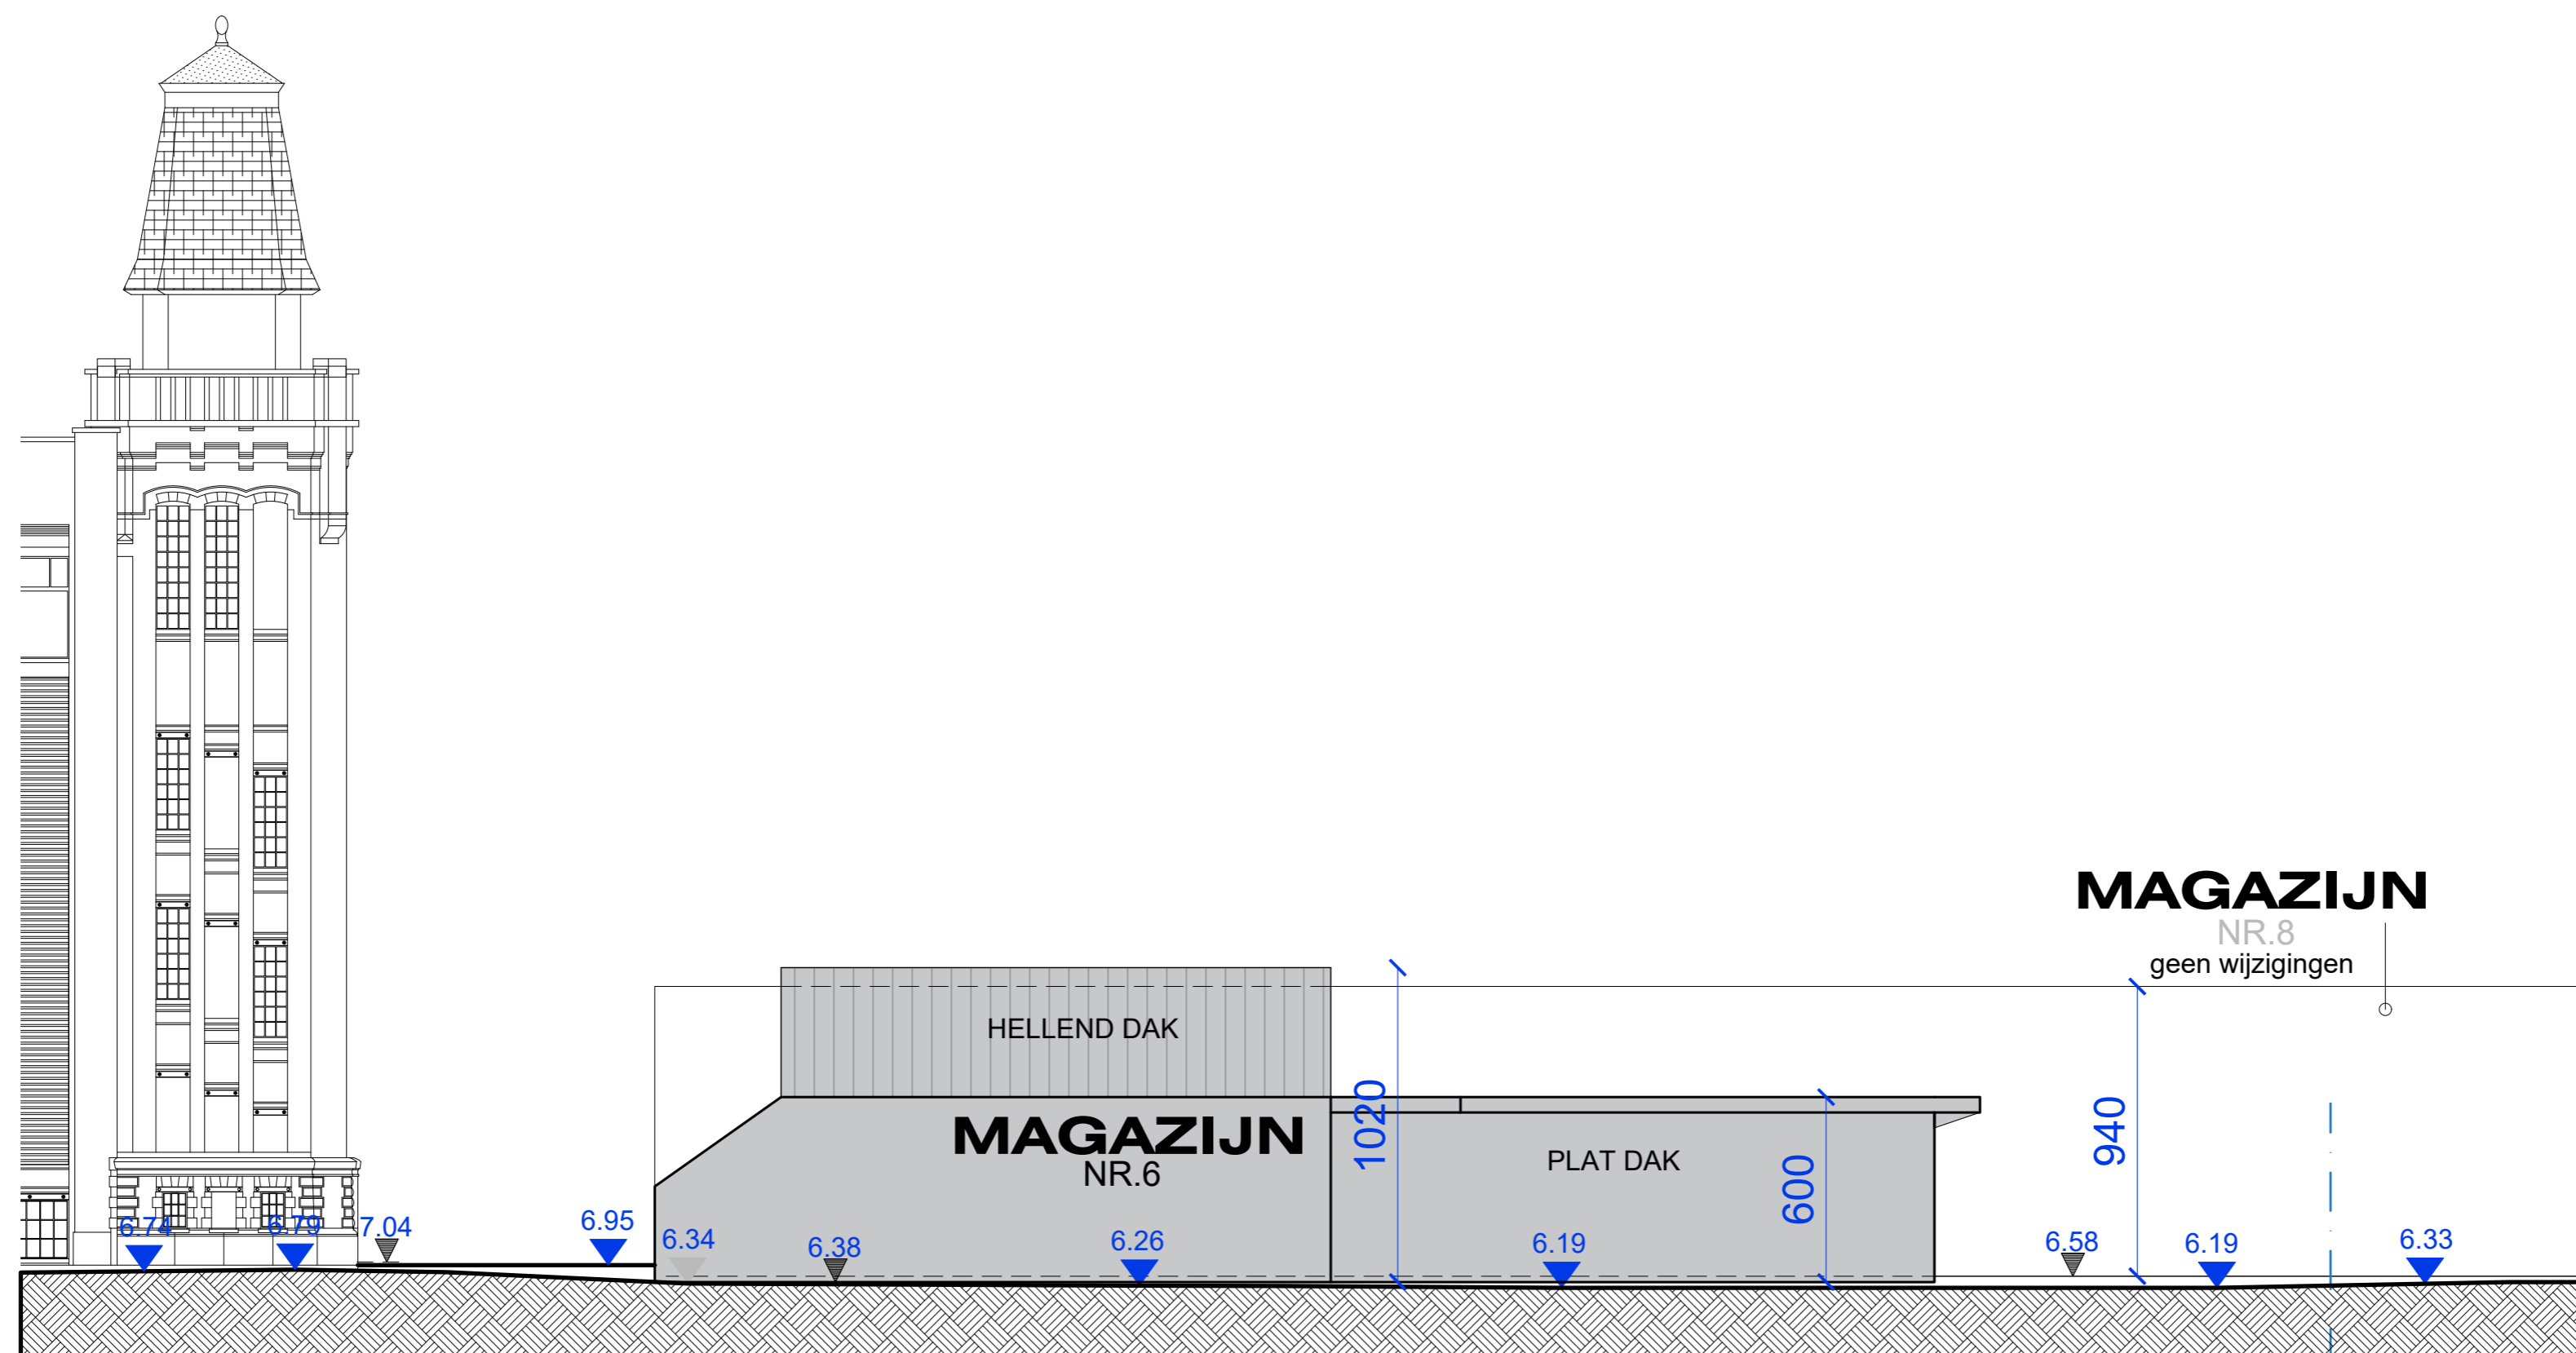 MAGAZIJN
NR.8
geen wijzigingen
HELLEND DAK
1020
940
MAGAZIJN
NR.6
PLAT DAK
600
6.74
6.79
7.04
6.95
6.34
6.38
6.26
6.19
6.58
6.19
6.33